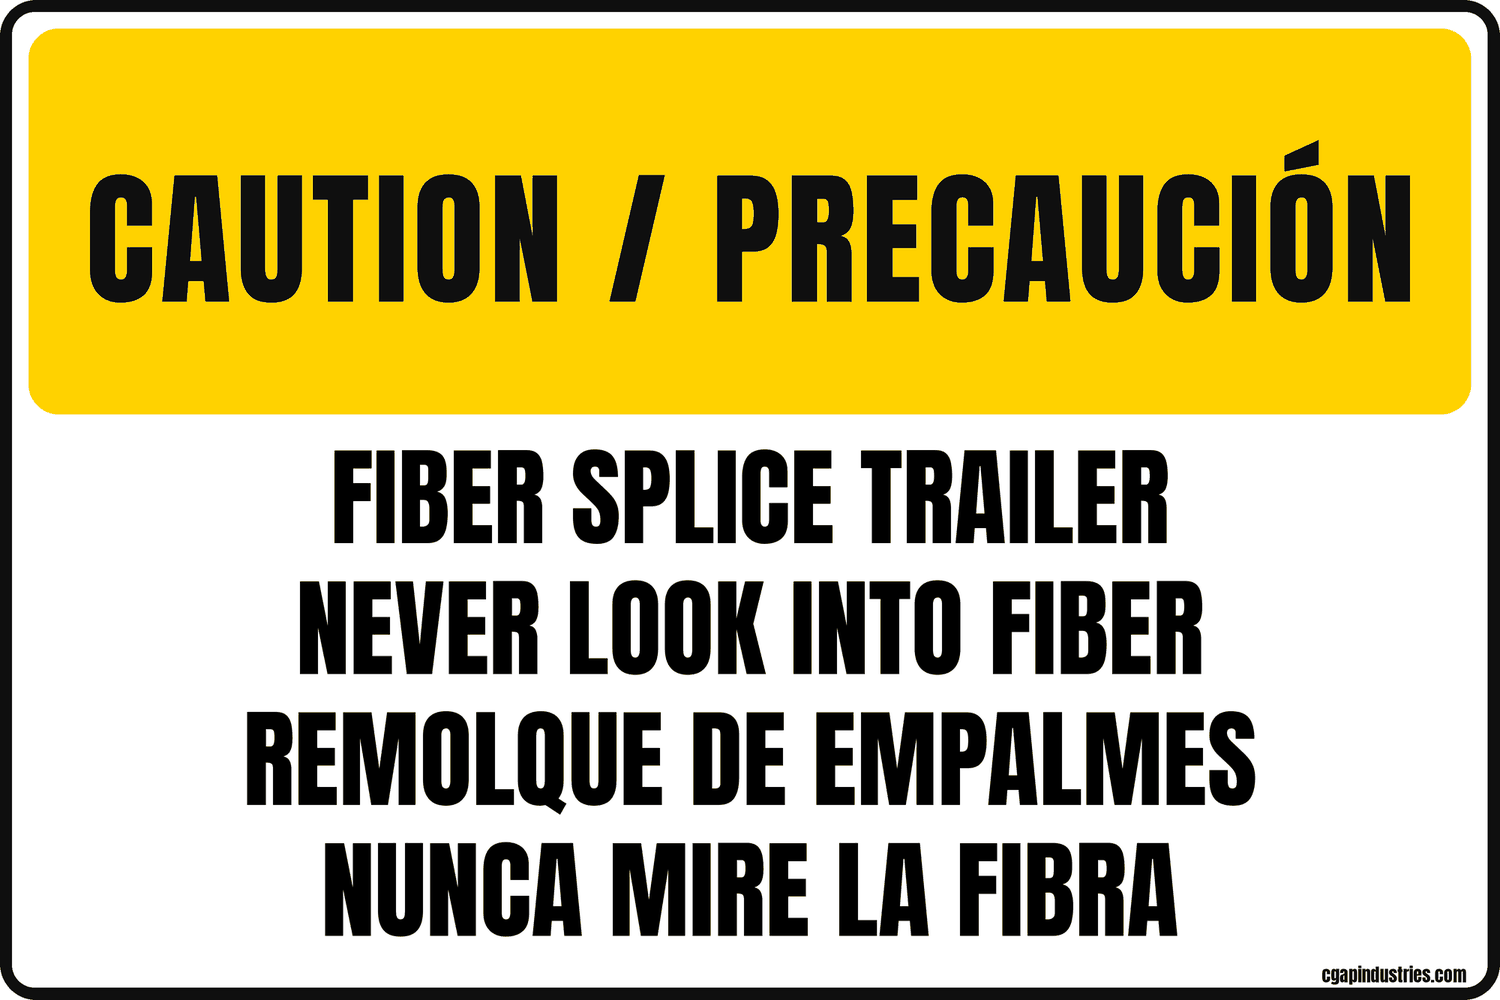 CAUTION / PRECAUCIÓN
FIBER SPLICE TRAILER
NEVER LOOK INTO FIBER
REMOLQUE DE EMPALMES
NUNCA MIRE LA FIBRA
cgapindustries.com